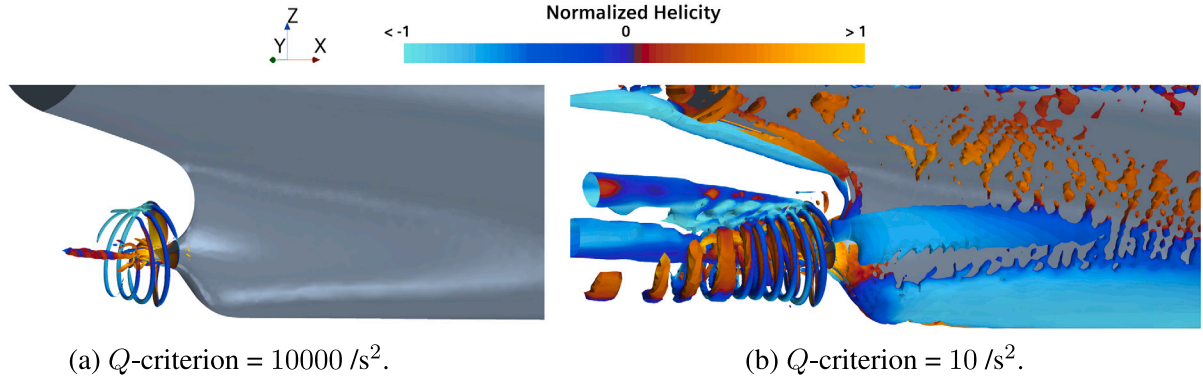 Normalized Helicity
< -1 0 > 1
Z
Y X
(a) Q-criterion = 10000 /s².
(b) Q-criterion = 10 /s².